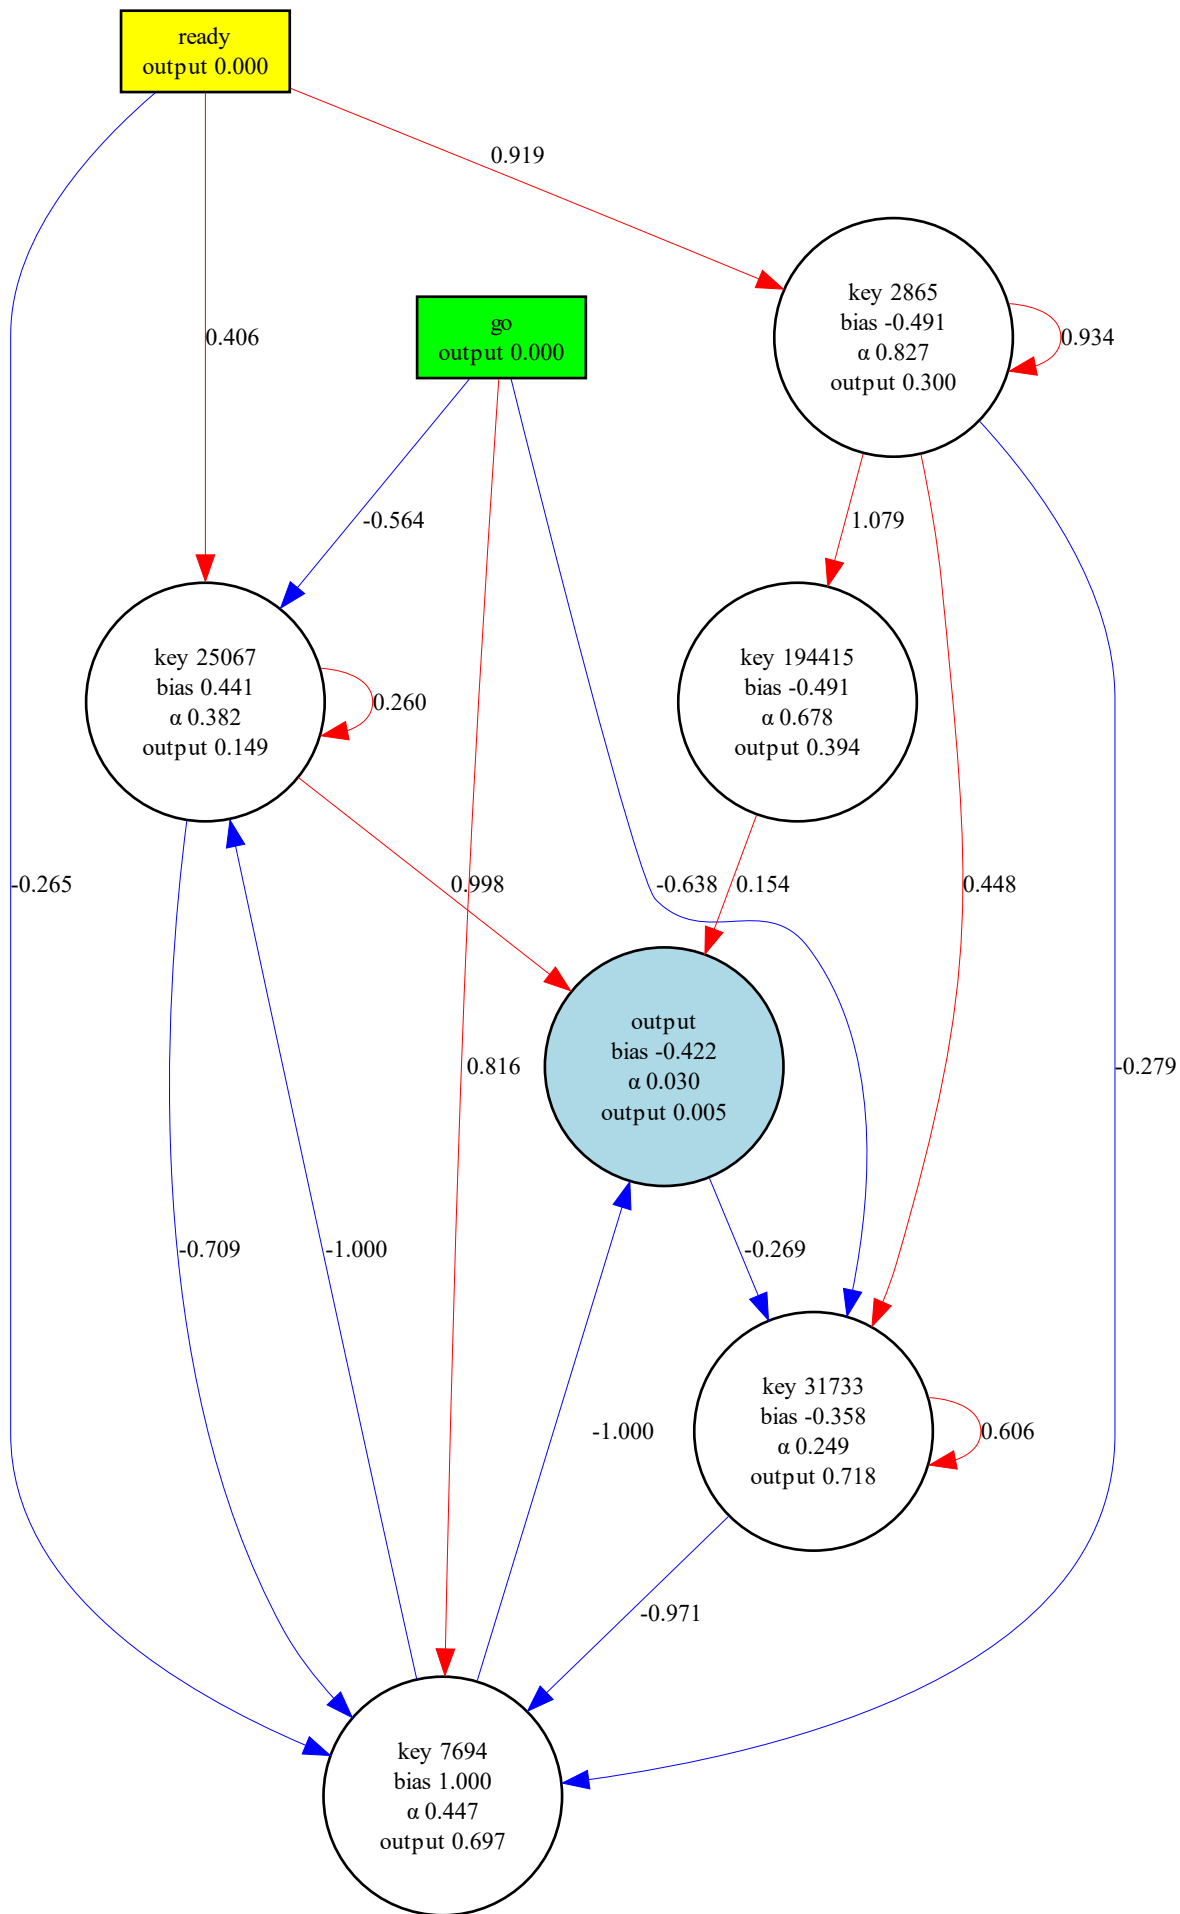 ready
output 0.000
0.919
key 2865
bias -0.491
α 0.827
output 0.300
0.934
go
output 0.000
0.406
-0.564
1.079
key 25067
bias 0.441
α 0.382
output 0.149
0.260
key 194415
bias -0.491
α 0.678
output 0.394
-0.265
0.998
-0.638
0.154
0.448
output
bias -0.422
α 0.030
output 0.005
0.816
-0.279
-0.709
-1.000
-0.269
key 31733
bias -0.358
α 0.249
output 0.718
0.606
-1.000
-0.971
key 7694
bias 1.000
α 0.447
output 0.697